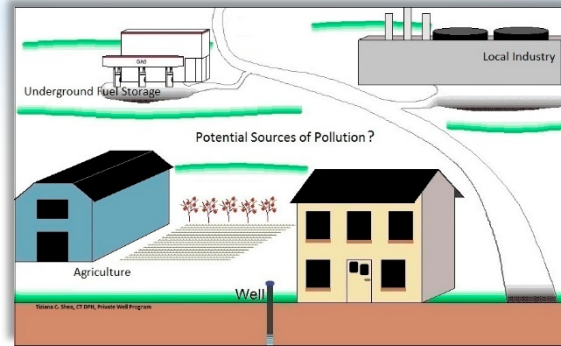 GAS
Local Industry
Underground Fuel Storage
Potential Sources of Pollution?
Agriculture
Well
Tiziana C. Shea, CT DPH, Private Well Program